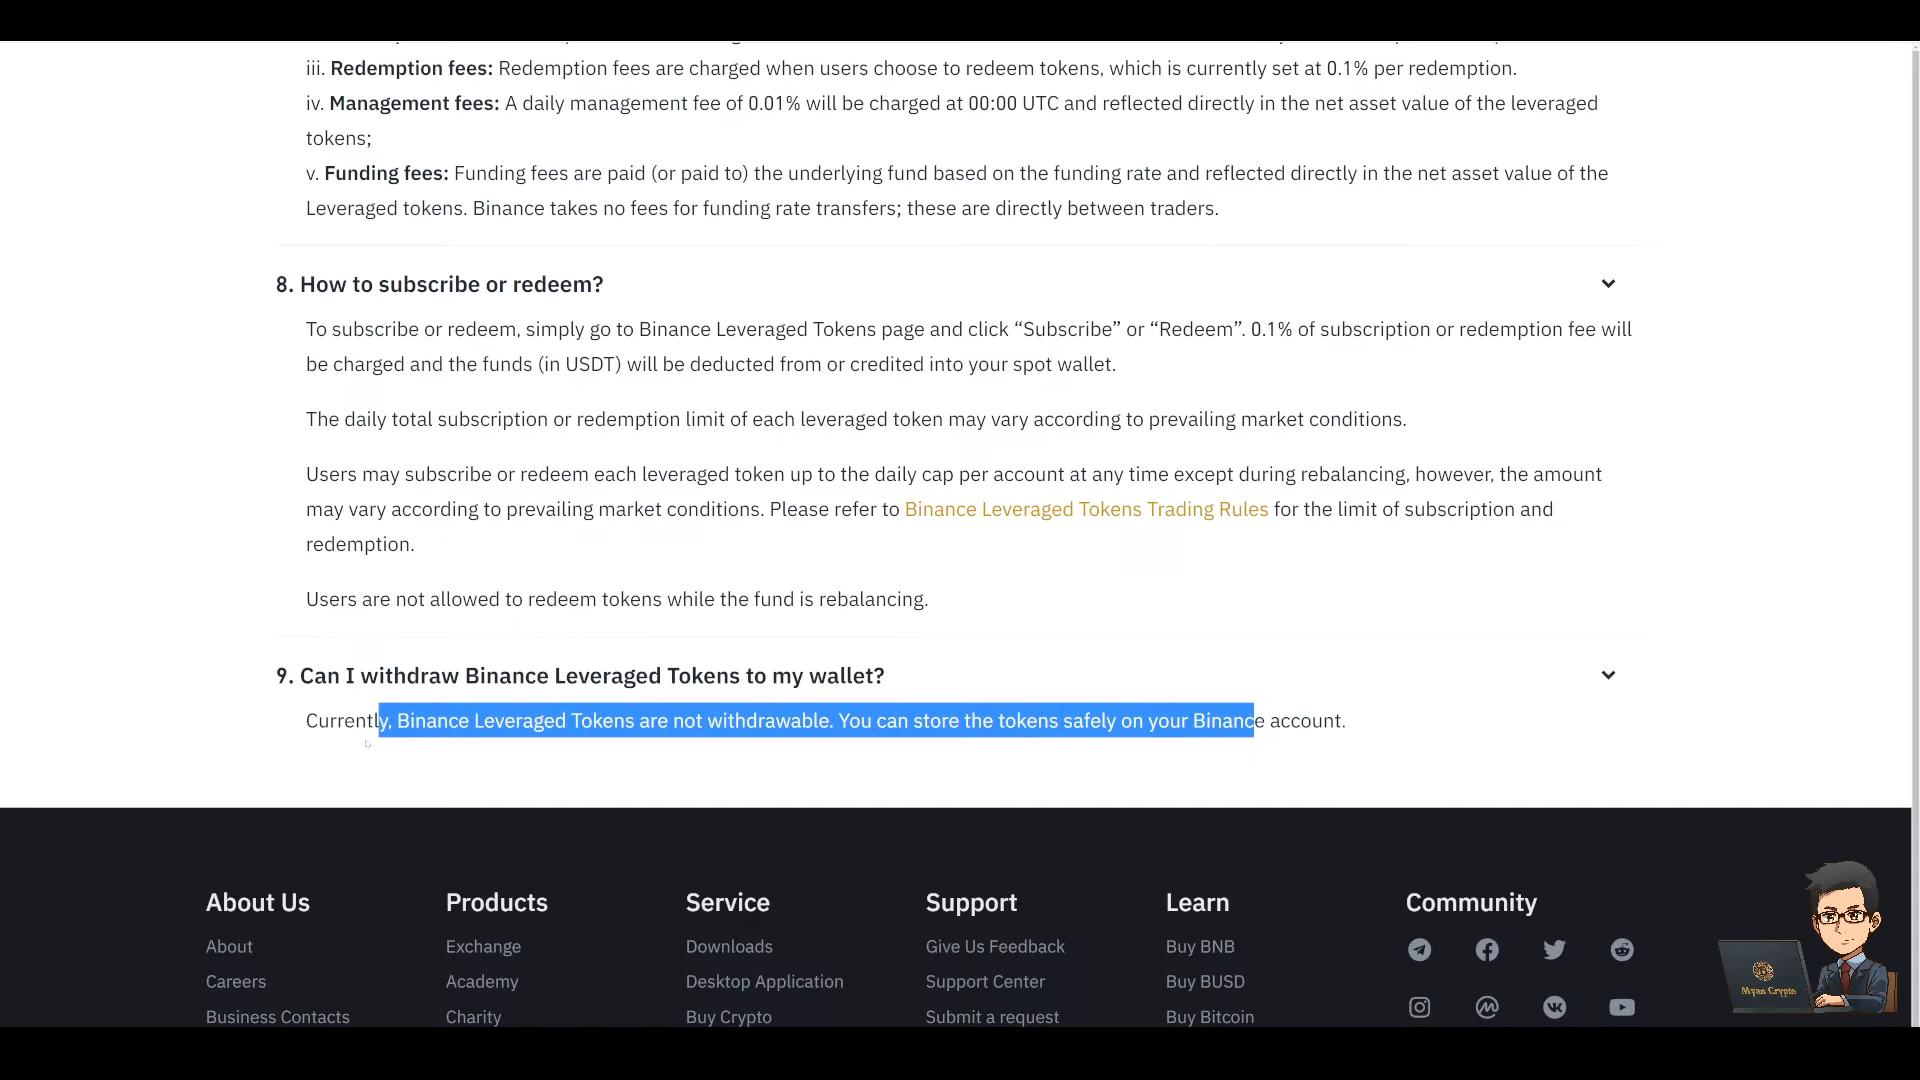 iii. Redemption fees: Redemption fees are charged when users choose to redeem tokens, which is currently set at 0.1% per redemption.
iv. Management fees: A daily management fee of 0.01% will be charged at 00:00 UTC and reflected directly in the net asset value of the leveraged
tokens;
v. Funding fees: Funding fees are paid (or paid to) the underlying fund based on the funding rate and reflected directly in the net asset value of the
Leveraged tokens. Binance takes no fees for funding rate transfers; these are directly between traders.
8. How to subscribe or redeem?
To subscribe or redeem, simply go to Binance Leveraged Tokens page and click “Subscribe” or “Redeem”. 0.1% of subscription or redemption fee will
be charged and the funds (in USDT) will be deducted from or credited into your spot wallet.
The daily total subscription or redemption limit of each leveraged token may vary according to prevailing market conditions.
Users may subscribe or redeem each leveraged token up to the daily cap per account at any time except during rebalancing, however, the amount
may vary according to prevailing market conditions. Please refer to Binance Leveraged Tokens Trading Rules for the limit of subscription and
redemption.
Users are not allowed to redeem tokens while the fund is rebalancing.
9. Can I withdraw Binance Leveraged Tokens to my wallet?
Currently, Binance Leveraged Tokens are not withdrawable. You can store the tokens safely on your Binance account.
About Us Products Service Support Learn Community
About Exchange Downloads Give Us Feedback Buy BNB
Careers Academy Desktop Application Support Center Buy BUSD
Business Contacts Charity Buy Crypto Submit a request Buy Bitcoin
Myan Crypto